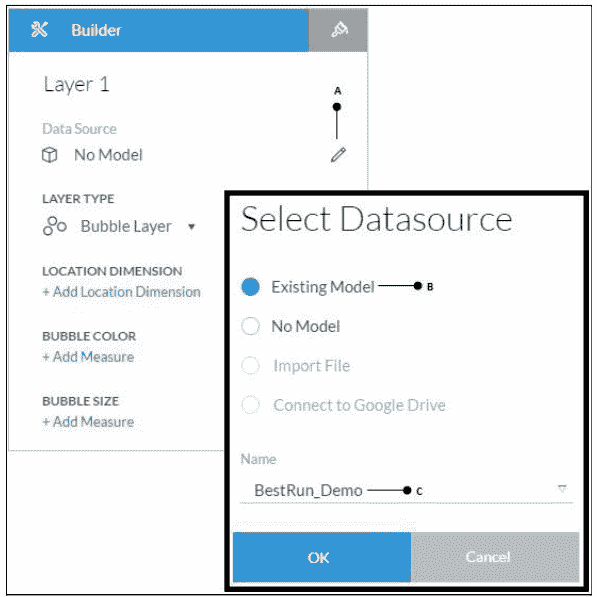 Builder
Layer 1
A
Data Source
No Model
LAYER TYPE
Bubble Layer
LOCATION DIMENSION
+ Add Location Dimension
BUBBLE COLOR
+ Add Measure
BUBBLE SIZE
+ Add Measure
Select Datasource
Existing Model B
No Model
Import File
Connect to Google Drive
Name
BestRun_Demo C
OK Cancel